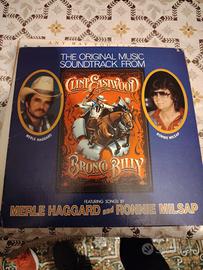 THE ORIGINAL MUSIC
SOUNDTRACK FROM
CLINT EASTWOOD
BRONCO BILLY
MERLE HAGGARD
RONNIE MILSAP
FEATURING SONGS BY
MERLE HAGGARD and RONNIE MILSAP